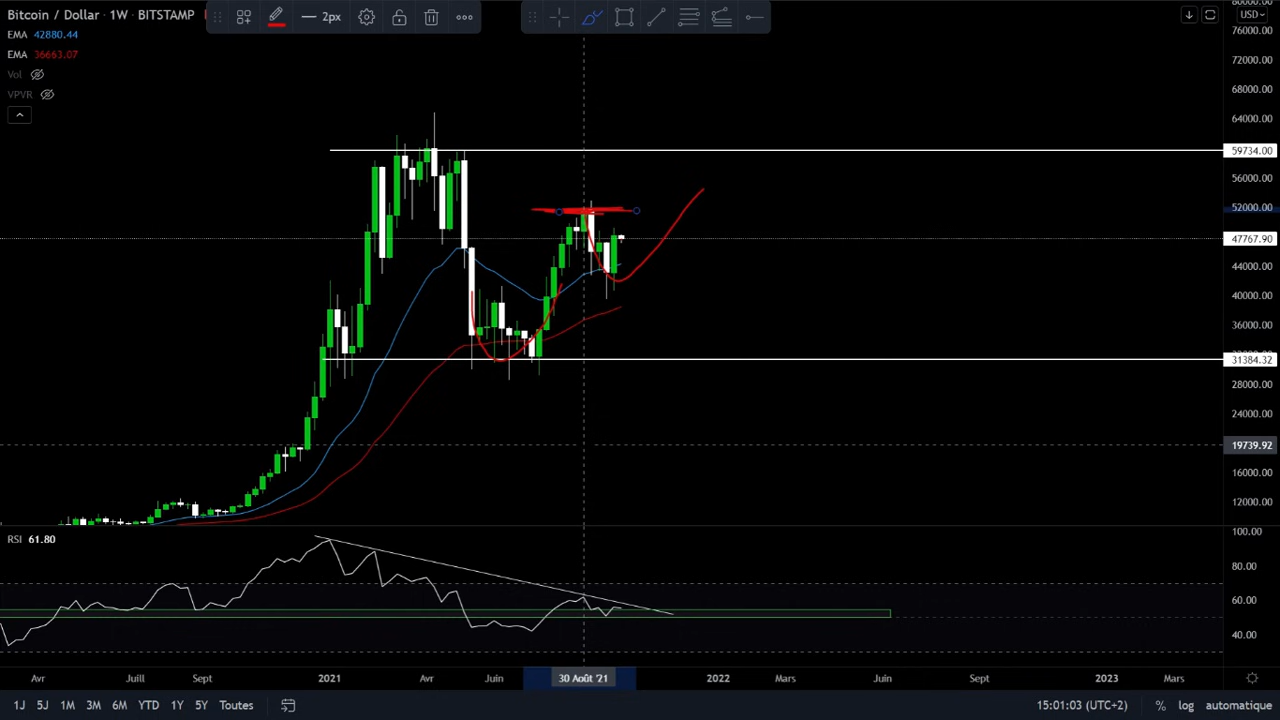 Bitcoin / Dollar · 1W · BITSTAMP
2px
USD
EMA 42880.44
EMA 36663.07
Vol
VPVR
76000.00
72000.00
68000.00
64000.00
59734.00
56000.00
52000.00
47767.90
44000.00
40000.00
36000.00
31384.32
28000.00
24000.00
19739.92
16000.00
12000.00
RSI 61.80
100.00
80.00
60.00
40.00
Avr Juill Sept 2021 Avr Juin 30 Août '21 2022 Mars Juin Sept 2023 Mars
1J 5J 1M 3M 6M YTD 1Y 5Y Toutes 15:01:03 (UTC+2) % log automatique